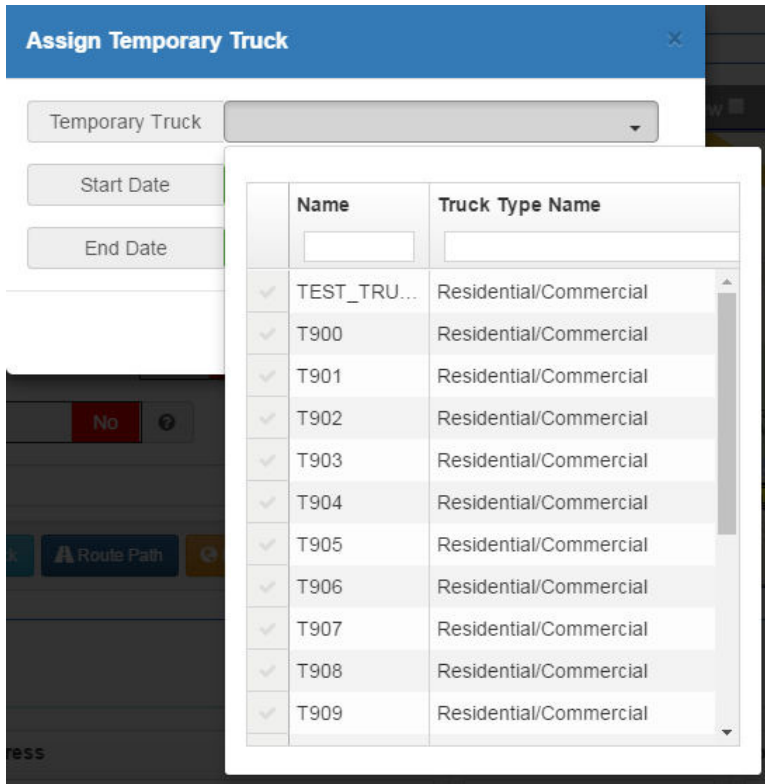 Assign Temporary Truck ×
Temporary Truck
Start Date
End Date
Name Truck Type Name
TEST_TRU... Residential/Commercial
T900 Residential/Commercial
T901 Residential/Commercial
T902 Residential/Commercial
T903 Residential/Commercial
T904 Residential/Commercial
T905 Residential/Commercial
T906 Residential/Commercial
T907 Residential/Commercial
T908 Residential/Commercial
T909 Residential/Commercial
No ?
Route Path